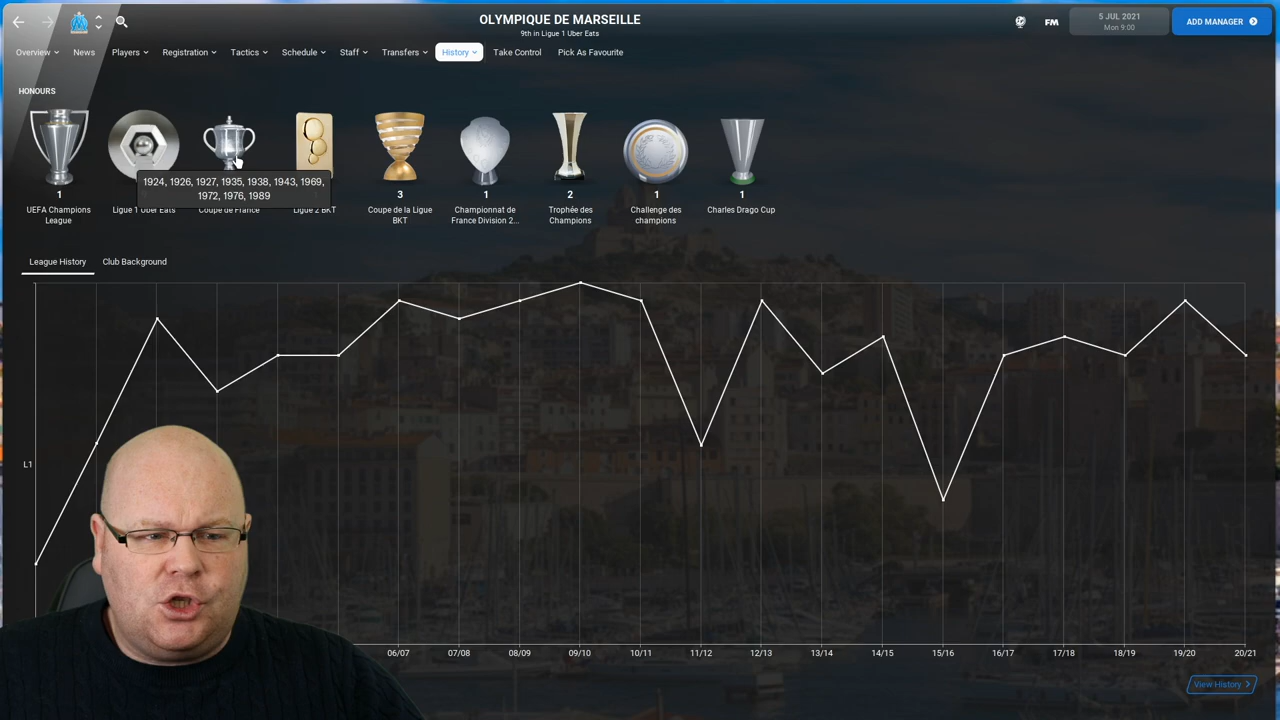 OLYMPIQUE DE MARSEILLE
9th in Ligue 1 Uber Eats
FM
5 JUL 2021
Mon 9:00
ADD MANAGER
Overview
News
Players
Registration
Tactics
Schedule
Staff
Transfers
History
Take Control
Pick As Favourite
HONOURS
1924, 1926, 1927, 1935, 1938, 1943, 1969,
1972, 1976, 1989
1
3
1
2
1
1
UEFA Champions
League
Ligue 1 Uber Eats
Coupe de France
Ligue 2 BKT
Coupe de la Ligue
BKT
Championnat de
France Division 2...
Trophée des
Champions
Challenge des
champions
Charles Drago Cup
League History
Club Background
L1
06/07
07/08
08/09
09/10
10/11
11/12
12/13
13/14
14/15
15/16
16/17
17/18
18/19
19/20
20/21
View History